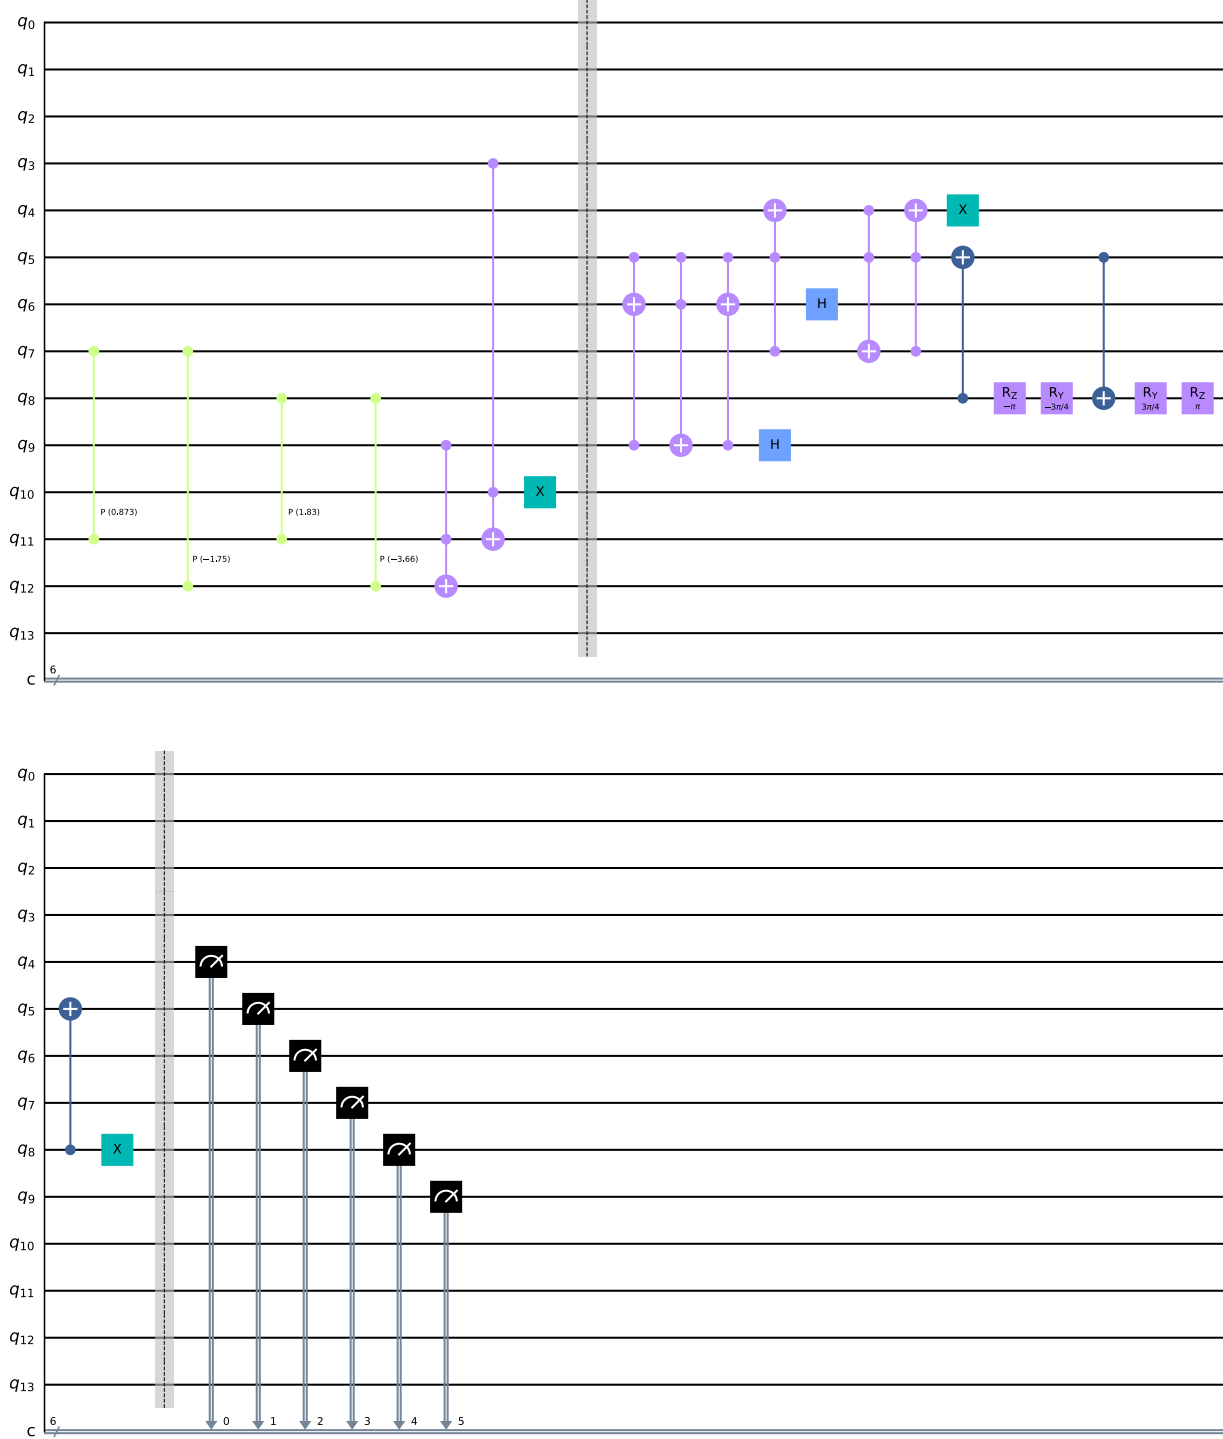 q0
q1
q2
q3
q4 X
q5
q6 H
q7
q8 RZ −π RY −3π/4 RY 3π/4 RZ π
q9 H
q10 X
P (0.873) P (1.83)
q11
P (−1.75) P (−3.66)
q12
q13
6
c
q0
q1
q2
q3
q4
q5
q6
q7
q8 X
q9
q10
q11
q12
q13
6 0 1 2 3 4 5
c